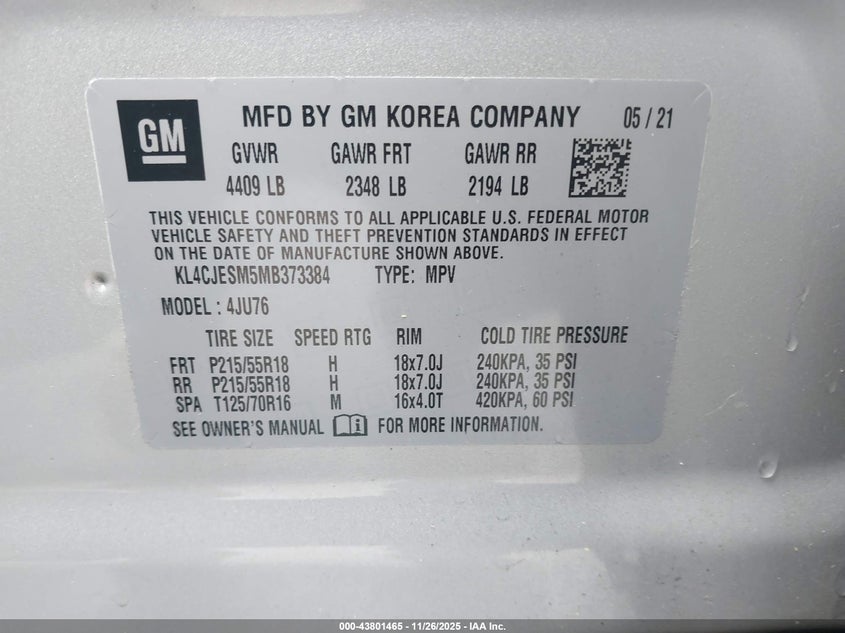 GM
MFD BY GM KOREA COMPANY 05 / 21
GVWR GAWR FRT GAWR RR
4409 LB 2348 LB 2194 LB
THIS VEHICLE CONFORMS TO ALL APPLICABLE U.S. FEDERAL MOTOR
VEHICLE SAFETY AND THEFT PREVENTION STANDARDS IN EFFECT
ON THE DATE OF MANUFACTURE SHOWN ABOVE.
KL4CJESM5MB373384 TYPE: MPV
MODEL : 4JU76
TIRE SIZE SPEED RTG RIM COLD TIRE PRESSURE
FRT P215/55R18 H 18x7.0J 240KPA, 35 PSI
RR P215/55R18 H 18x7.0J 240KPA, 35 PSI
SPA T125/70R16 M 16x4.0T 420KPA, 60 PSI
SEE OWNER'S MANUAL i FOR MORE INFORMATION.
000-43801465 - 11/26/2025 - IAA Inc.